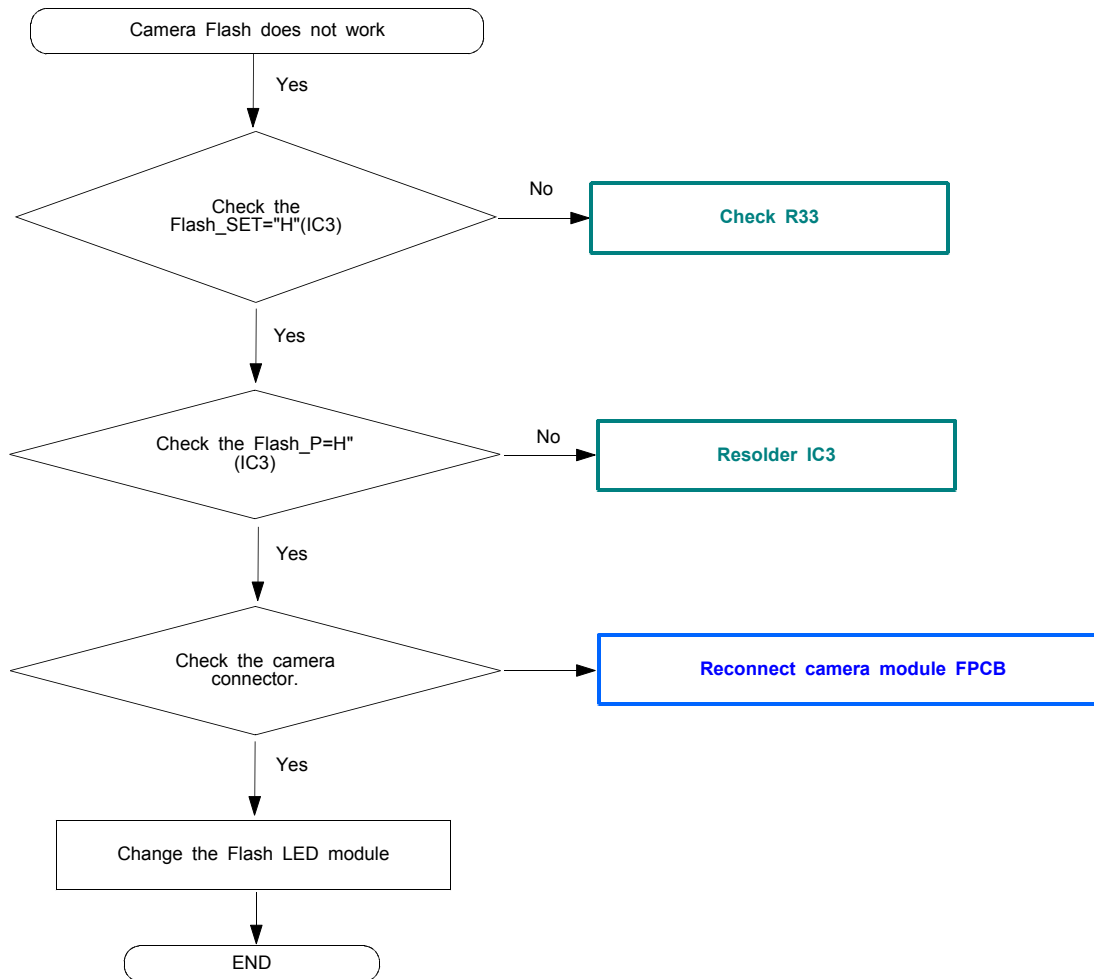 Camera Flash does not work
Yes
Check the
Flash_SET="H"(IC3)
No
Check R33
Yes
Check the Flash_P=H"
(IC3)
No
Resolder IC3
Yes
Check the camera
connector.
Reconnect camera module FPCB
Yes
Change the Flash LED module
END